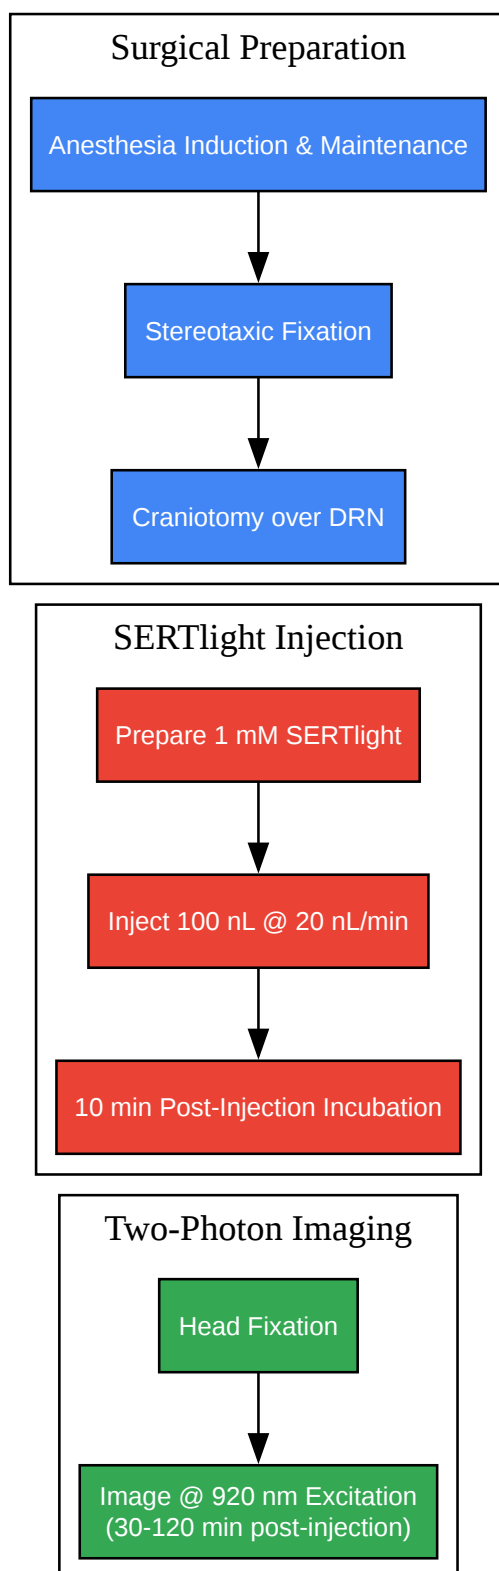 Surgical Preparation
Anesthesia Induction & Maintenance
Stereotaxic Fixation
Craniotomy over DRN
SERTlight Injection
Prepare 1 mM SERTlight
Inject 100 nL @ 20 nL/min
10 min Post-Injection Incubation
Two-Photon Imaging
Head Fixation
Image @ 920 nm Excitation
(30-120 min post-injection)